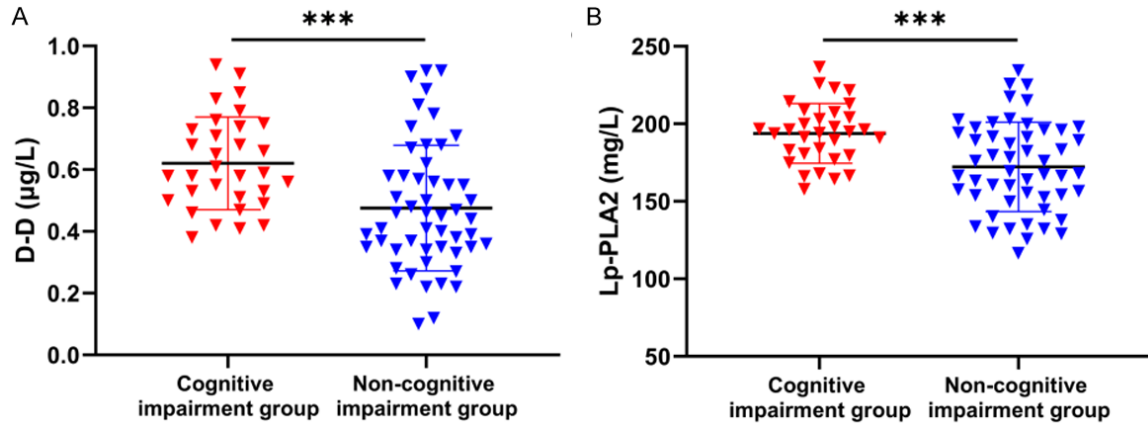 A
***
D-D (μg/L)
1.0
0.8
0.6
0.4
0.2
0.0
Cognitive
impairment group
Non-cognitive
impairment group
B
***
Lp-PLA2 (mg/L)
250
200
150
100
50
Cognitive
impairment group
Non-cognitive
impairment group